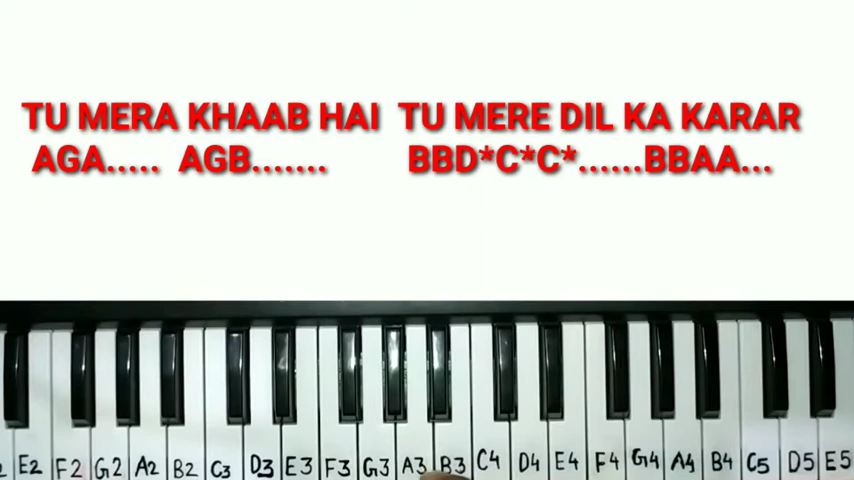 TU MERA KHAAB HAI TU MERE DIL KA KARAR
AGA..... AGB....... BBD*C*C*......BBAA...
E2 F2 G2 A2 B2 C3 D3 E3 F3 G3 A3 B3 C4 D4 E4 F4 G4 A4 B4 C5 D5 E5